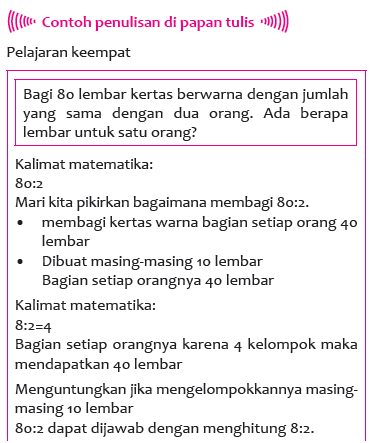 Contoh penulisan di papan tulis
Pelajaran keempat
Bagi 80 lembar kertas berwarna dengan jumlah
yang sama dengan dua orang. Ada berapa
lembar untuk satu orang?
Kalimat matematika:
80:2
Mari kita pikirkan bagaimana membagi 80:2.
• membagi kertas warna bagian setiap orang 40
lembar
• Dibuat masing-masing 10 lembar
Bagian setiap orangnya 40 lembar
Kalimat matematika:
8:2=4
Bagian setiap orangnya karena 4 kelompok maka
mendapatkan 40 lembar
Menguntungkan jika mengelompokkannya masing-
masing 10 lembar
80:2 dapat dijawab dengan menghitung 8:2.